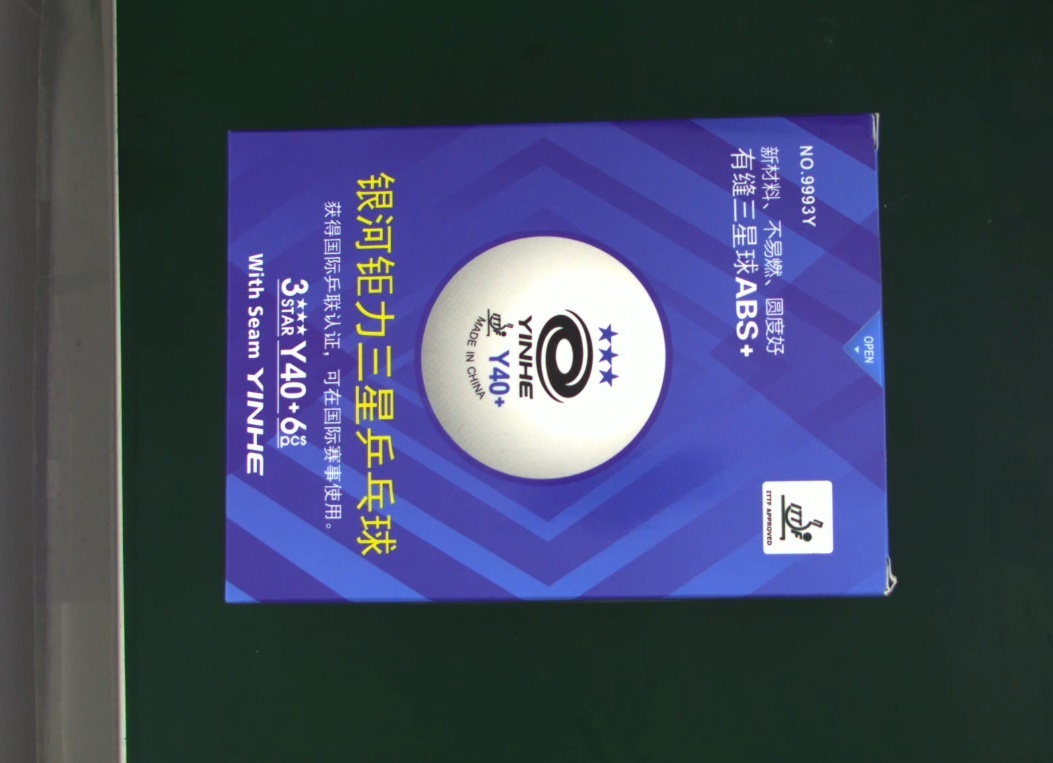 NO.9993Y
新材料、不易燃、圆度好
有缝三星球ABS+
OPEN
ITTF
ITTF APPROVED
★★★
YINHE
ITTF Y40+
MADE IN CHINA
银河钜力三星乒乓球
获得国际乒联认证，可在国际赛事使用。
3★★★ STAR Y40+ 6PCS
With Seam YINHE